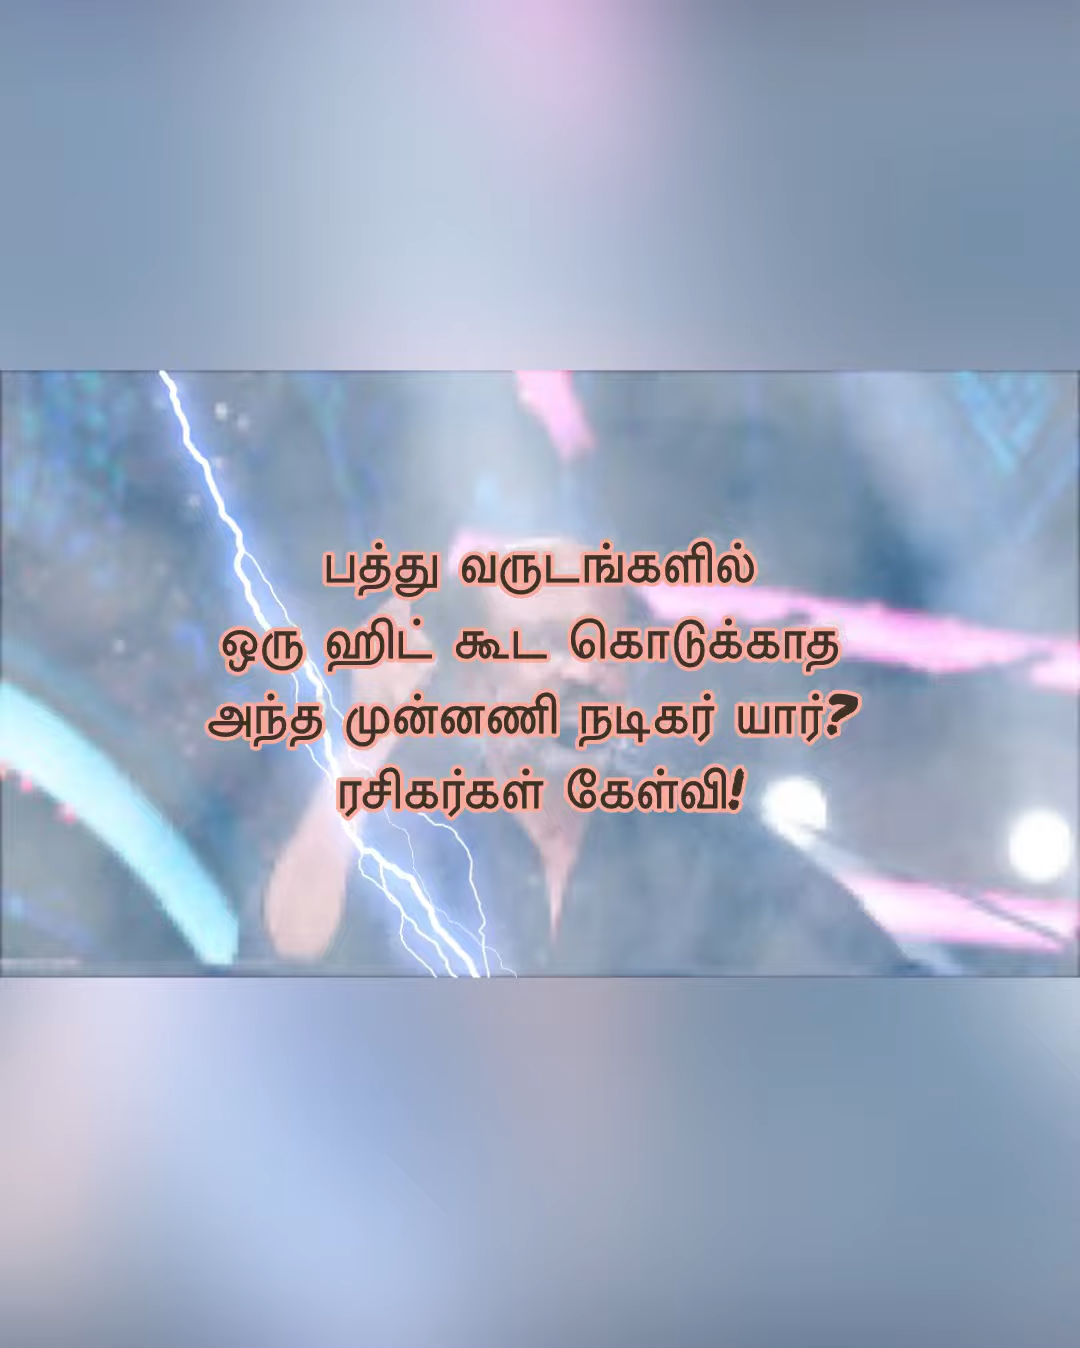 பத்து வருடங்களில்
ஒரு ஹிட் கூட கொடுக்காத
அந்த முன்னணி நடிகர் யார்?
ரசிகர்கள் கேள்வி!